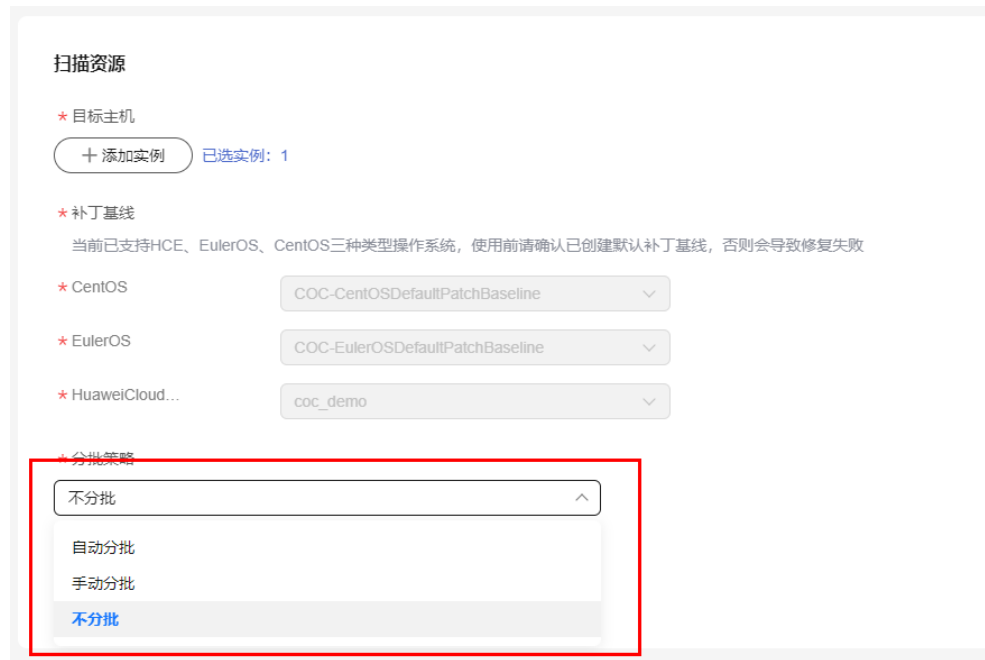 扫描资源
* 目标主机
+ 添加实例 已选实例：1
* 补丁基线
当前已支持HCE、EulerOS、CentOS三种类型操作系统，使用前请确认已创建默认补丁基线，否则会导致修复失败
* CentOS COC-CentOSDefaultPatchBaseline
* EulerOS COC-EulerOSDefaultPatchBaseline
* HuaweiCloud... coc_demo
* 分批策略
不分批
自动分批
手动分批
不分批